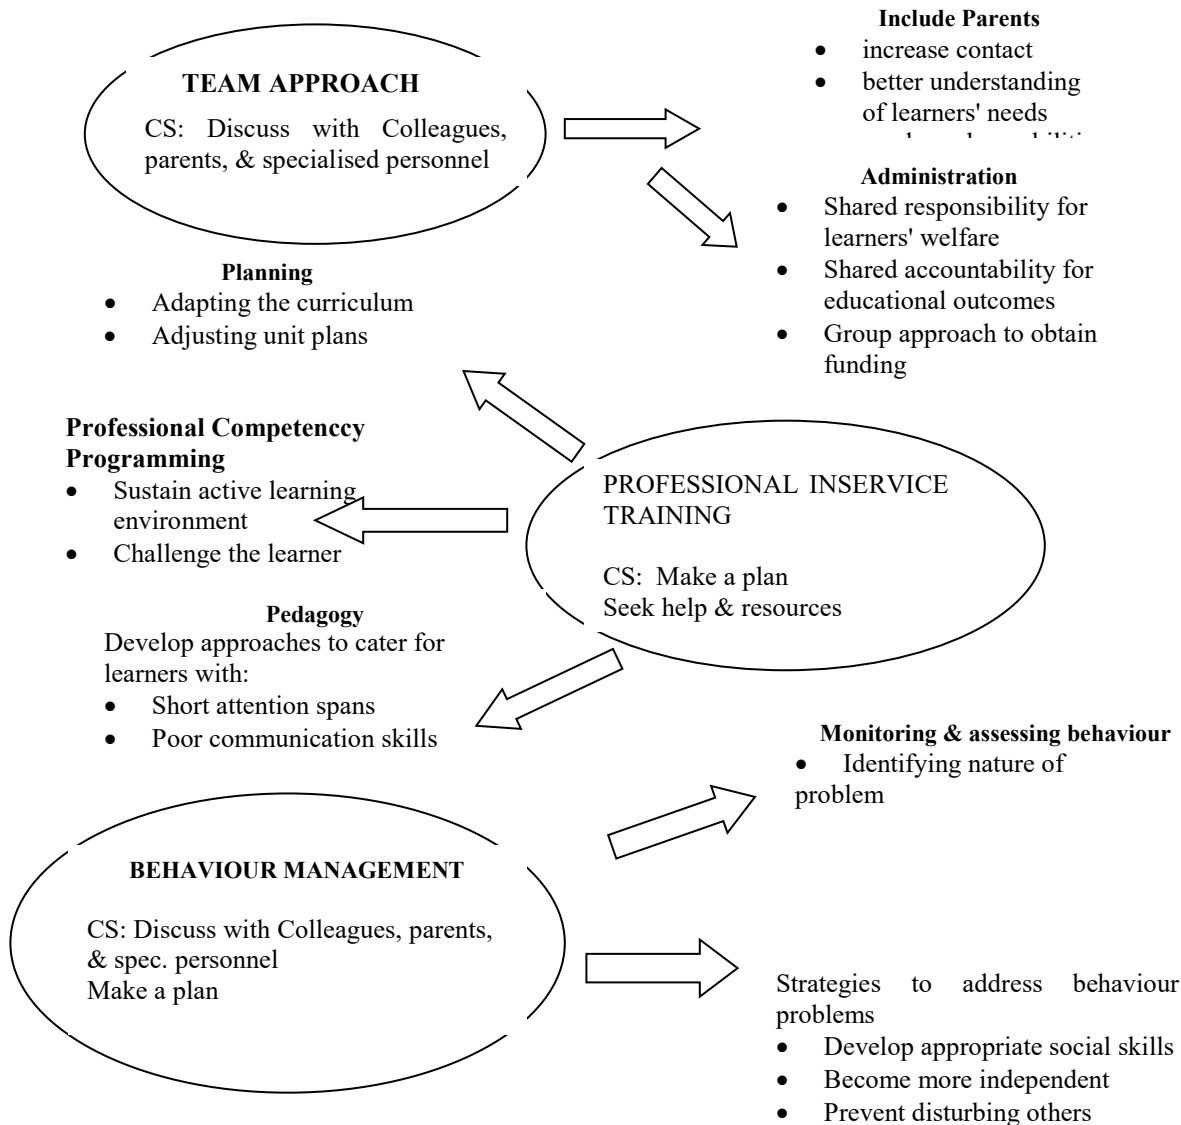 TEAM APPROACH
CS: Discuss with Colleagues,
parents, & specialised personnel
Include Parents
• increase contact
• better understanding
of learners' needs
Administration
• Shared responsibility for
learners' welfare
• Shared accountability for
educational outcomes
• Group approach to obtain
funding
Planning
• Adapting the curriculum
• Adjusting unit plans
Professional Competenccy
Programming
• Sustain active learning
environment
• Challenge the learner
PROFESSIONAL INSERVICE
TRAINING
CS: Make a plan
Seek help & resources
Pedagogy
Develop approaches to cater for
learners with:
• Short attention spans
• Poor communication skills
Monitoring & assessing behaviour
• Identifying nature of
problem
BEHAVIOUR MANAGEMENT
CS: Discuss with Colleagues, parents,
& spec. personnel
Make a plan
Strategies to address behaviour
problems
• Develop appropriate social skills
• Become more independent
• Prevent disturbing others